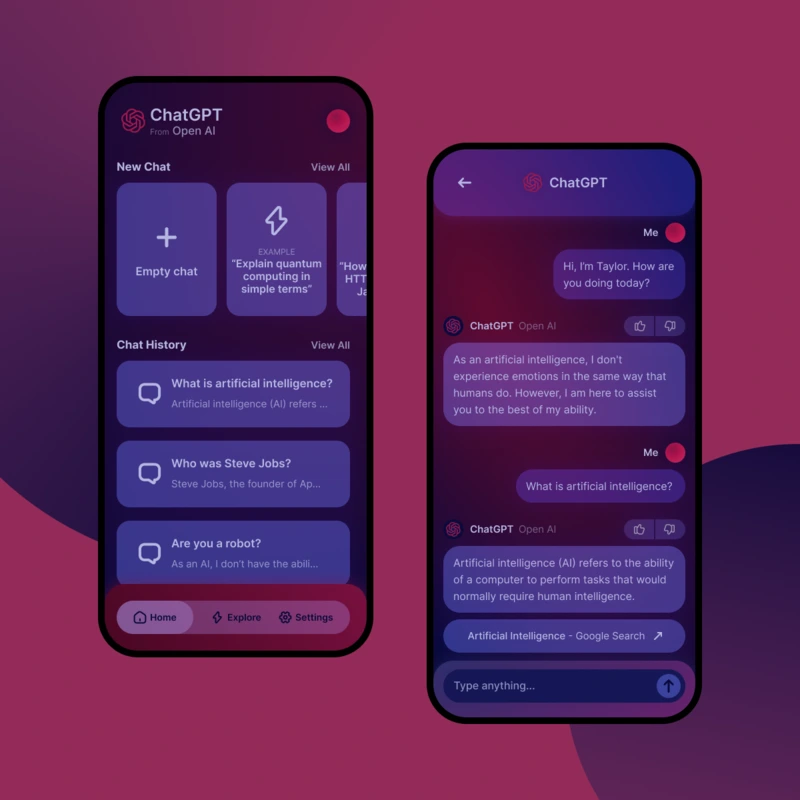 ChatGPT
From Open AI
New Chat
View All
Empty chat
EXAMPLE
“Explain quantum
computing in
simple terms”
“How
HTT
Ja
Chat History
View All
What is artificial intelligence?
Artificial intelligence (AI) refers ...
Who was Steve Jobs?
Steve Jobs, the founder of Ap...
Are you a robot?
As an AI, I don’t have the abili...
Home
Explore
Settings
ChatGPT
Me
Hi, I’m Taylor. How are
you doing today?
ChatGPT Open AI
As an artificial intelligence, I don’t
experience emotions in the same way that
humans do. However, I am here to assist
you to the best of my ability.
Me
What is artificial intelligence?
ChatGPT Open AI
Artificial intelligence (AI) refers to the ability
of a computer to perform tasks that would
normally require human intelligence.
Artificial Intelligence - Google Search
Type anything...